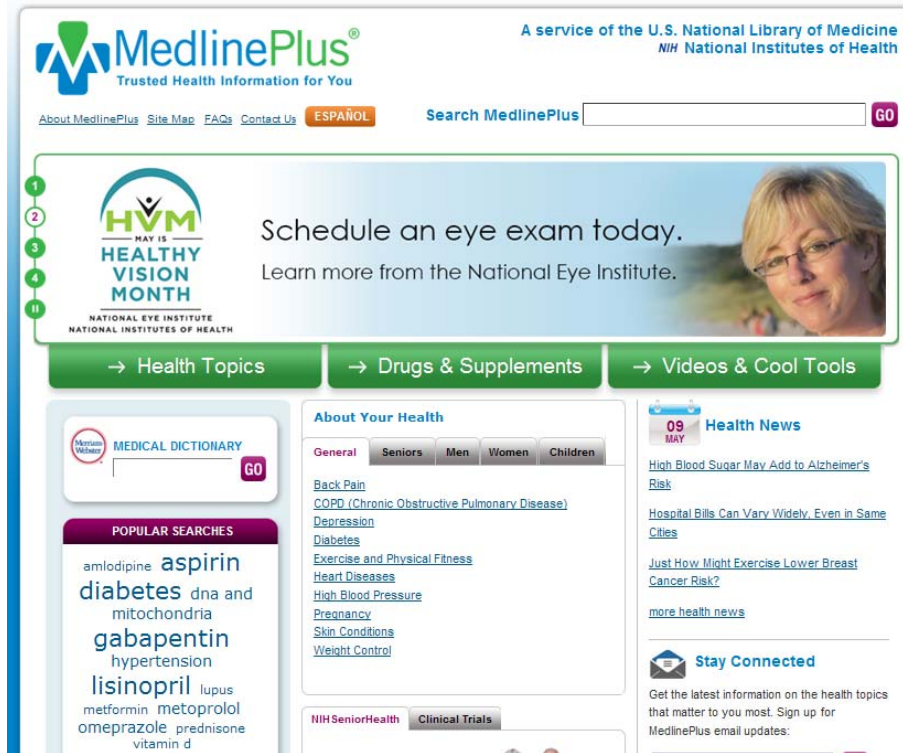 MedlinePlus®
Trusted Health Information for You
A service of the U.S. National Library of Medicine
NIH National Institutes of Health
About MedlinePlus Site Map FAQs Contact Us ESPAÑOL
Search MedlinePlus GO
1
2
3
4
HVM
MAY IS
HEALTHY
VISION
MONTH
NATIONAL EYE INSTITUTE
NATIONAL INSTITUTES OF HEALTH
Schedule an eye exam today.
Learn more from the National Eye Institute.
→ Health Topics
→ Drugs & Supplements
→ Videos & Cool Tools
Merriam
Webster
MEDICAL DICTIONARY
GO
POPULAR SEARCHES
amlodipine aspirin
diabetes dna and
mitochondria
gabapentin
hypertension
lisinopril lupus
metformin metoprolol
omeprazole prednisone
vitamin d
About Your Health
General Seniors Men Women Children
Back Pain
COPD (Chronic Obstructive Pulmonary Disease)
Depression
Diabetes
Exercise and Physical Fitness
Heart Diseases
High Blood Pressure
Pregnancy
Skin Conditions
Weight Control
NIHSeniorHealth Clinical Trials
09
MAY
Health News
High Blood Sugar May Add to Alzheimer's
Risk
Hospital Bills Can Vary Widely, Even in Same
Cities
Just How Might Exercise Lower Breast
Cancer Risk?
more health news
Stay Connected
Get the latest information on the health topics
that matter to you most. Sign up for
MedlinePlus email updates: